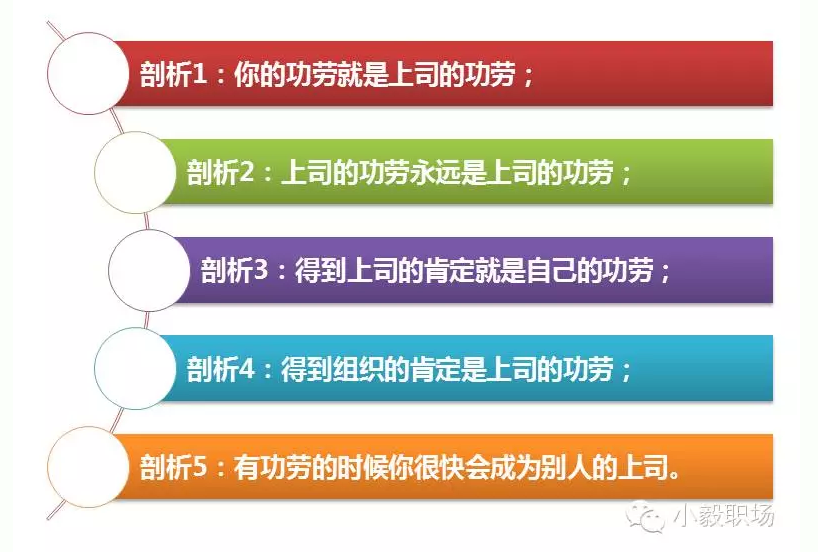 剖析1：你的功劳就是上司的功劳；
剖析2：上司的功劳永远是上司的功劳；
剖析3：得到上司的肯定就是自己的功劳；
剖析4：得到组织的肯定是上司的功劳；
剖析5：有功劳的时候你很快会成为别人的上司。
小毅职场